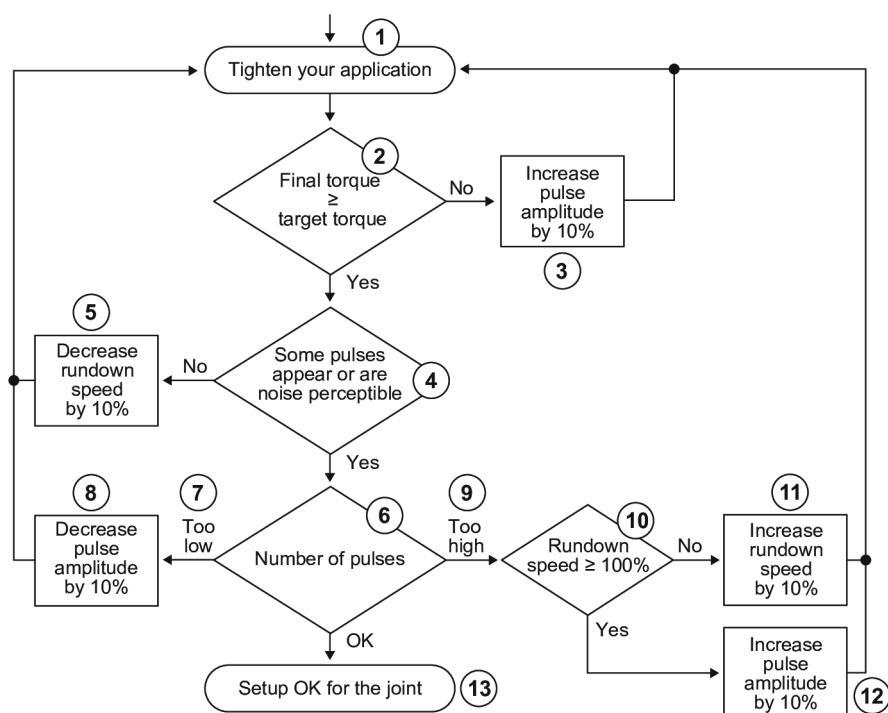 1
Tighten your application
2
Final torque
≥
target torque
No
Increase
pulse
amplitude
by 10%
3
Yes
5
Decrease
rundown
speed
by 10%
No
Some pulses
appear or are
noise perceptible
4
Yes
8
Decrease
pulse
amplitude
by 10%
7
Too
low
6
Number of pulses
9
Too
high
10
Rundown
speed ≥ 100%
No
11
Increase
rundown
speed
by 10%
Yes
Increase
pulse
amplitude
by 10%
12
OK
Setup OK for the joint
13